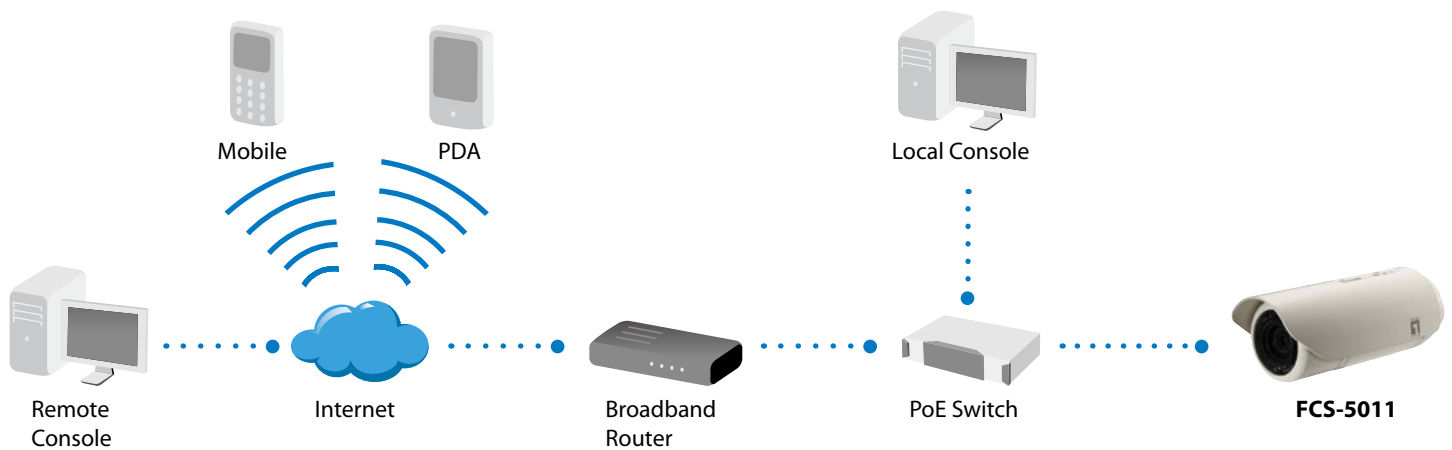 Mobile
PDA
Local Console
Remote
Console
Internet
Broadband
Router
PoE Switch
FCS-5011